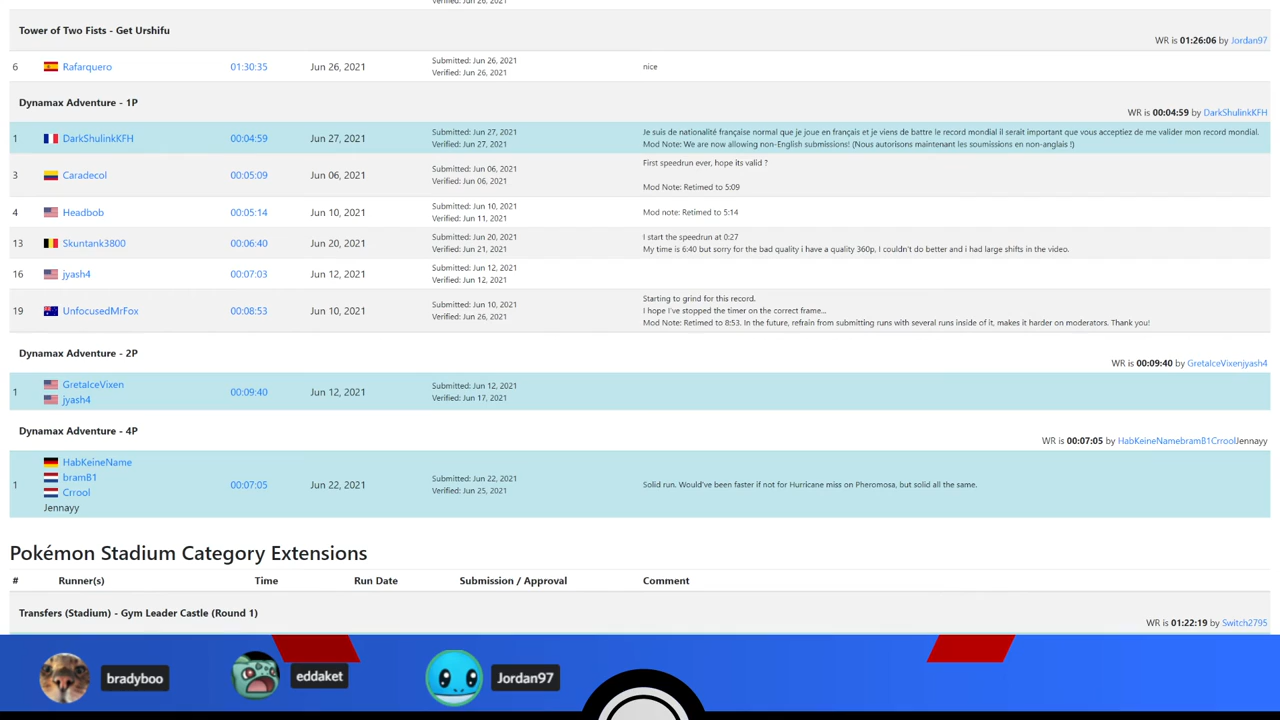 Tower of Two Fists - Get Urshifu
WR is 01:26:06 by Jordan97
6 Rafarquero 01:30:35 Jun 26, 2021 Submitted: Jun 26, 2021 nice
Verified: Jun 26, 2021
Dynamax Adventure - 1P
WR is 00:04:59 by DarkShulinkKFH
1 DarkShulinkKFH 00:04:59 Jun 27, 2021 Submitted: Jun 27, 2021 Je suis de nationalité française normal que je joue en français et je viens de battre le record mondial il serait important que vous acceptiez de me valider mon record mondial.
Verified: Jun 27, 2021 Mod Note: We are now allowing non-English submissions! (Nous autorisons maintenant les soumissions en non-anglais !)
3 Caradecol 00:05:09 Jun 06, 2021 Submitted: Jun 06, 2021 First speedrun ever, hope its valid ?
Verified: Jun 06, 2021 Mod Note: Retimed to 5:09
4 Headbob 00:05:14 Jun 10, 2021 Submitted: Jun 10, 2021 Mod note: Retimed to 5:14
Verified: Jun 11, 2021
13 Skuntank3800 00:06:40 Jun 20, 2021 Submitted: Jun 20, 2021 I start the speedrun at 0:27
Verified: Jun 21, 2021 My time is 6:40 but sorry for the bad quality i have a quality 360p, I couldn't do better and i had large shifts in the video.
16 jyash4 00:07:03 Jun 12, 2021 Submitted: Jun 12, 2021
Verified: Jun 12, 2021
19 UnfocusedMrFox 00:08:53 Jun 10, 2021 Submitted: Jun 10, 2021 Starting to grind for this record.
Verified: Jun 26, 2021 I hope I've stopped the timer on the correct frame...
Mod Note: Retimed to 8:53. In the future, refrain from submitting runs with several runs inside of it, makes it harder on moderators. Thank you!
Dynamax Adventure - 2P
WR is 00:09:40 by GretaIceVixenjyash4
1 GretaIceVixen 00:09:40 Jun 12, 2021 Submitted: Jun 12, 2021
jyash4 Verified: Jun 17, 2021
Dynamax Adventure - 4P
WR is 00:07:05 by HabKeineNamebramB1CrroolJennayy
1 HabKeineName 00:07:05 Jun 22, 2021 Submitted: Jun 22, 2021 Solid run. Would've been faster if not for Hurricane miss on Pheromosa, but solid all the same.
bramB1 Verified: Jun 25, 2021
Crrool
Jennayy
Pokémon Stadium Category Extensions
# Runner(s) Time Run Date Submission / Approval Comment
Transfers (Stadium) - Gym Leader Castle (Round 1)
WR is 01:22:19 by Switch2795
bradyboo eddaket Jordan97